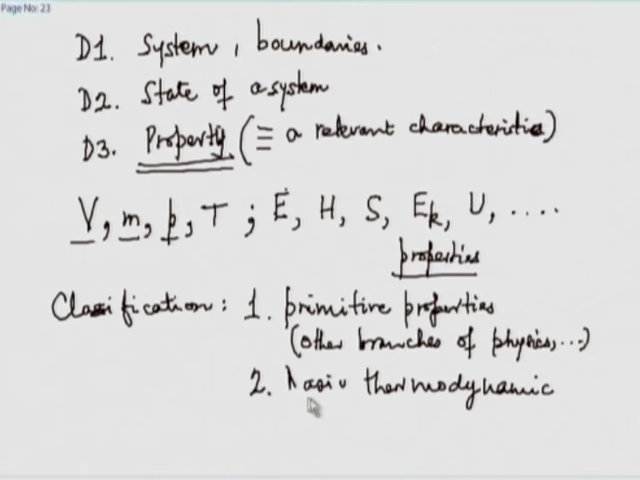 Page No: 23
D1. System, boundaries.
D2. State of a system
D3. Property (≡ a relevant characteristic)
V, m, p, T ; E, H, S, Ek, U, ....
properties
Classification: 1. primitive properties
(other branches of physics, ...)
2. basic thermodynamic